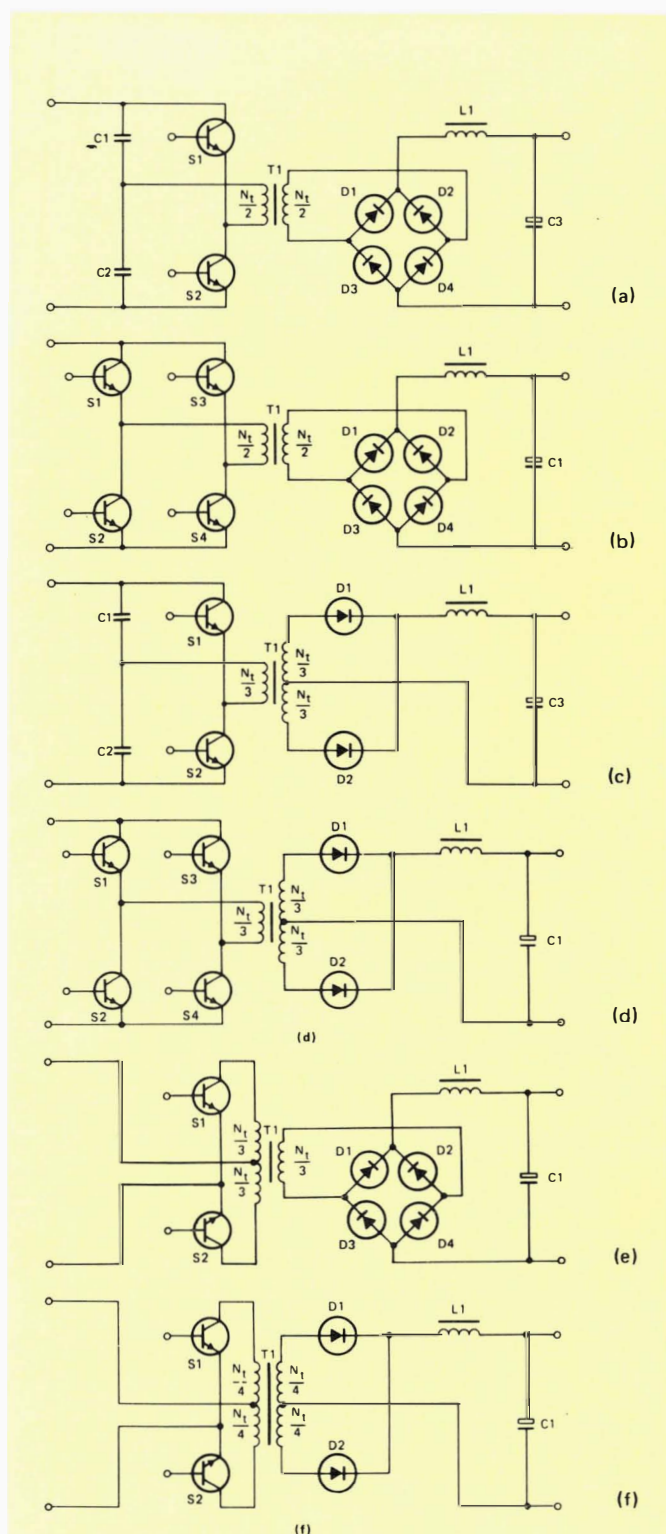 L1
C1
S1
T1
Nt/2 Nt/2
D1 D2
C3
C2
S2
D3 D4
(a)
L1
S1 S3
T1
Nt/2 Nt/2
D1 D2
C1
S2 S4
D3 D4
(b)
C1
D1
L1
S1
T1
Nt/3 Nt/3
Nt/3
C3
C2
S2
D2
(c)
D1
L1
S1 S3
T1
Nt/3 Nt/3
Nt/3
C1
S2 S4
D2
(d)
(d)
L1
S1
T1
Nt/3 Nt/3
Nt/3
D1 D2
C1
S2
D3 D4
(e)
D1
L1
S1
T1
Nt/4 Nt/4
Nt/4 Nt/4
C1
D2
S2
(f)
(f)